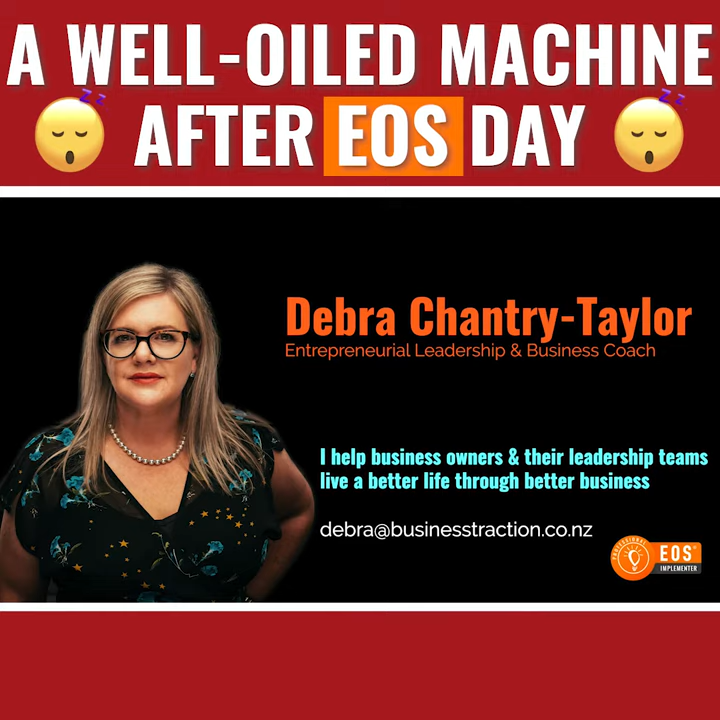 A WELL-OILED MACHINE
AFTER EOS DAY
Debra Chantry-Taylor
Entrepreneurial Leadership & Business Coach
I help business owners & their leadership teams
live a better life through better business
debra@businesstraction.co.nz
PROFESSIONAL
EOS®
IMPLEMENTER